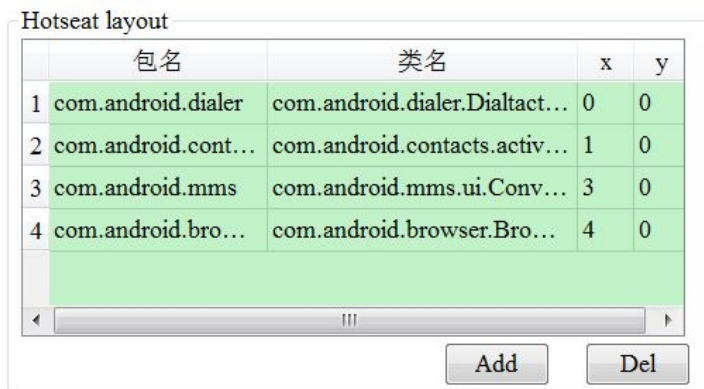 Hotseat layout
包名 类名 x y
1 com.android.dialer com.android.dialer.Dialtact... 0 0
2 com.android.cont... com.android.contacts.activ... 1 0
3 com.android.mms com.android.mms.ui.Conv... 3 0
4 com.android.bro... com.android.browser.Bro... 4 0
Add Del